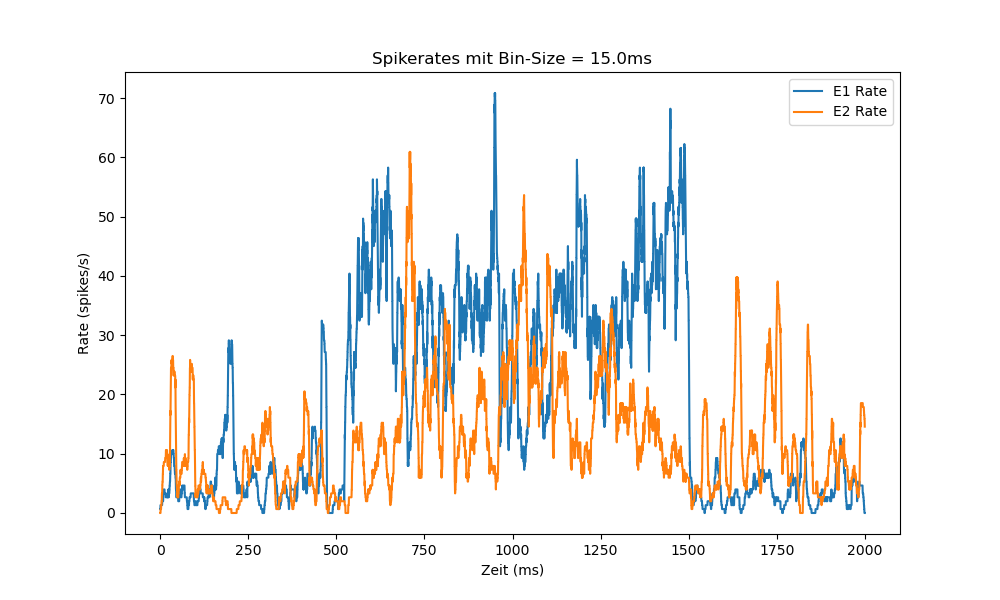 Spikerates mit Bin-Size = 15.0ms
E1 Rate
E2 Rate
Rate (spikes/s)
70
60
50
40
30
20
10
0
0 250 500 750 1000 1250 1500 1750 2000
Zeit (ms)